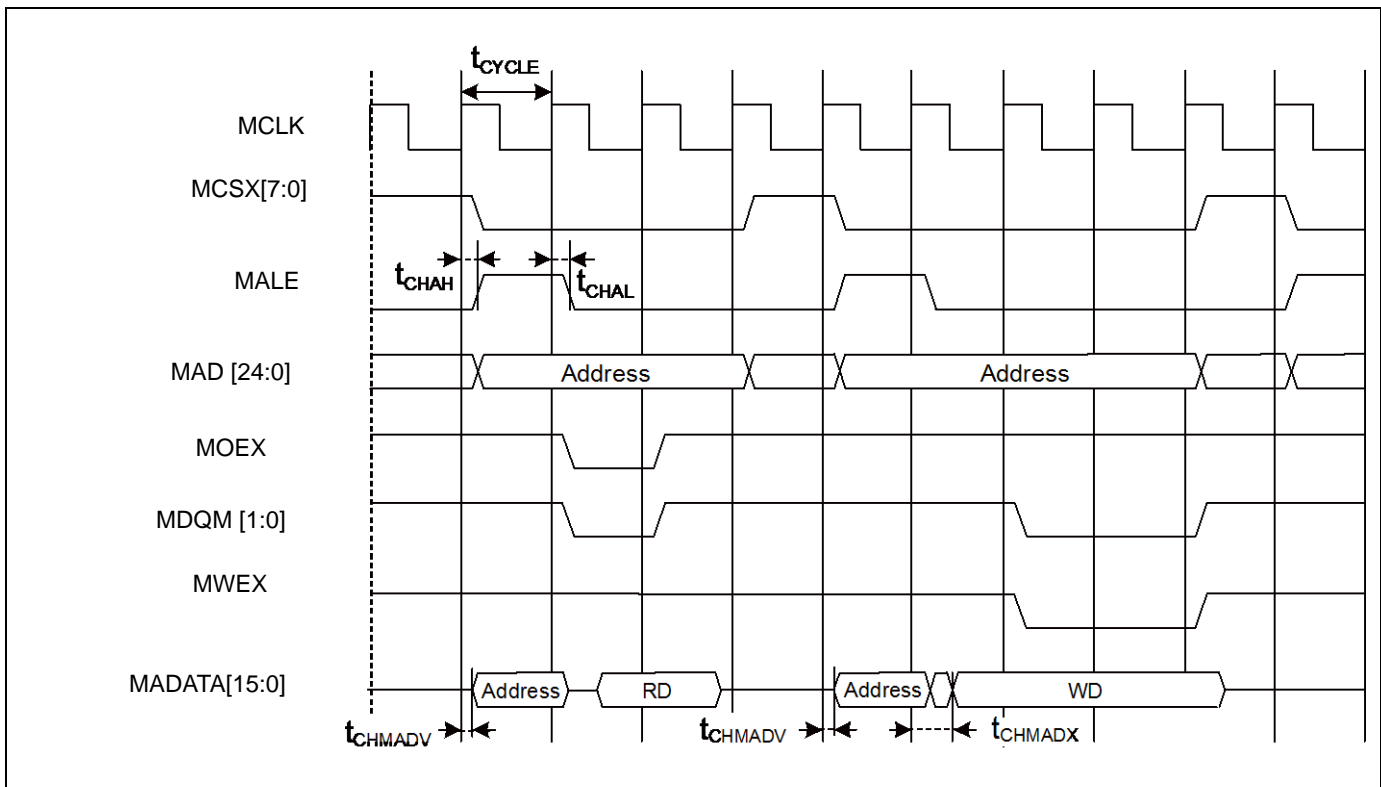 tCYCLE
MCLK
MCSX[7:0]
MALE
tCHAH
tCHAL
MAD [24:0]
Address
Address
MOEX
MDQM [1:0]
MWEX
MADATA[15:0]
Address
RD
Address
WD
tCHMADV
tCHMADV
tCHMADX